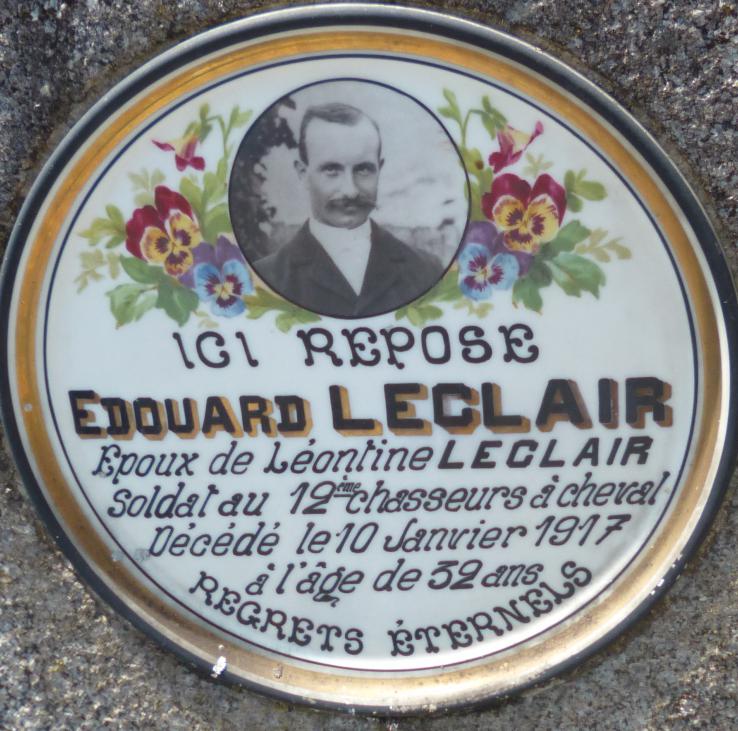 ICI REPOSE
EDOUARD LECLAIR
Epoux de Léontine LECLAIR
Soldat au 12ème chasseurs à cheval
Décédé le 10 Janvier 1917
à l'âge de 32 ans
REGRETS ÉTERNELS